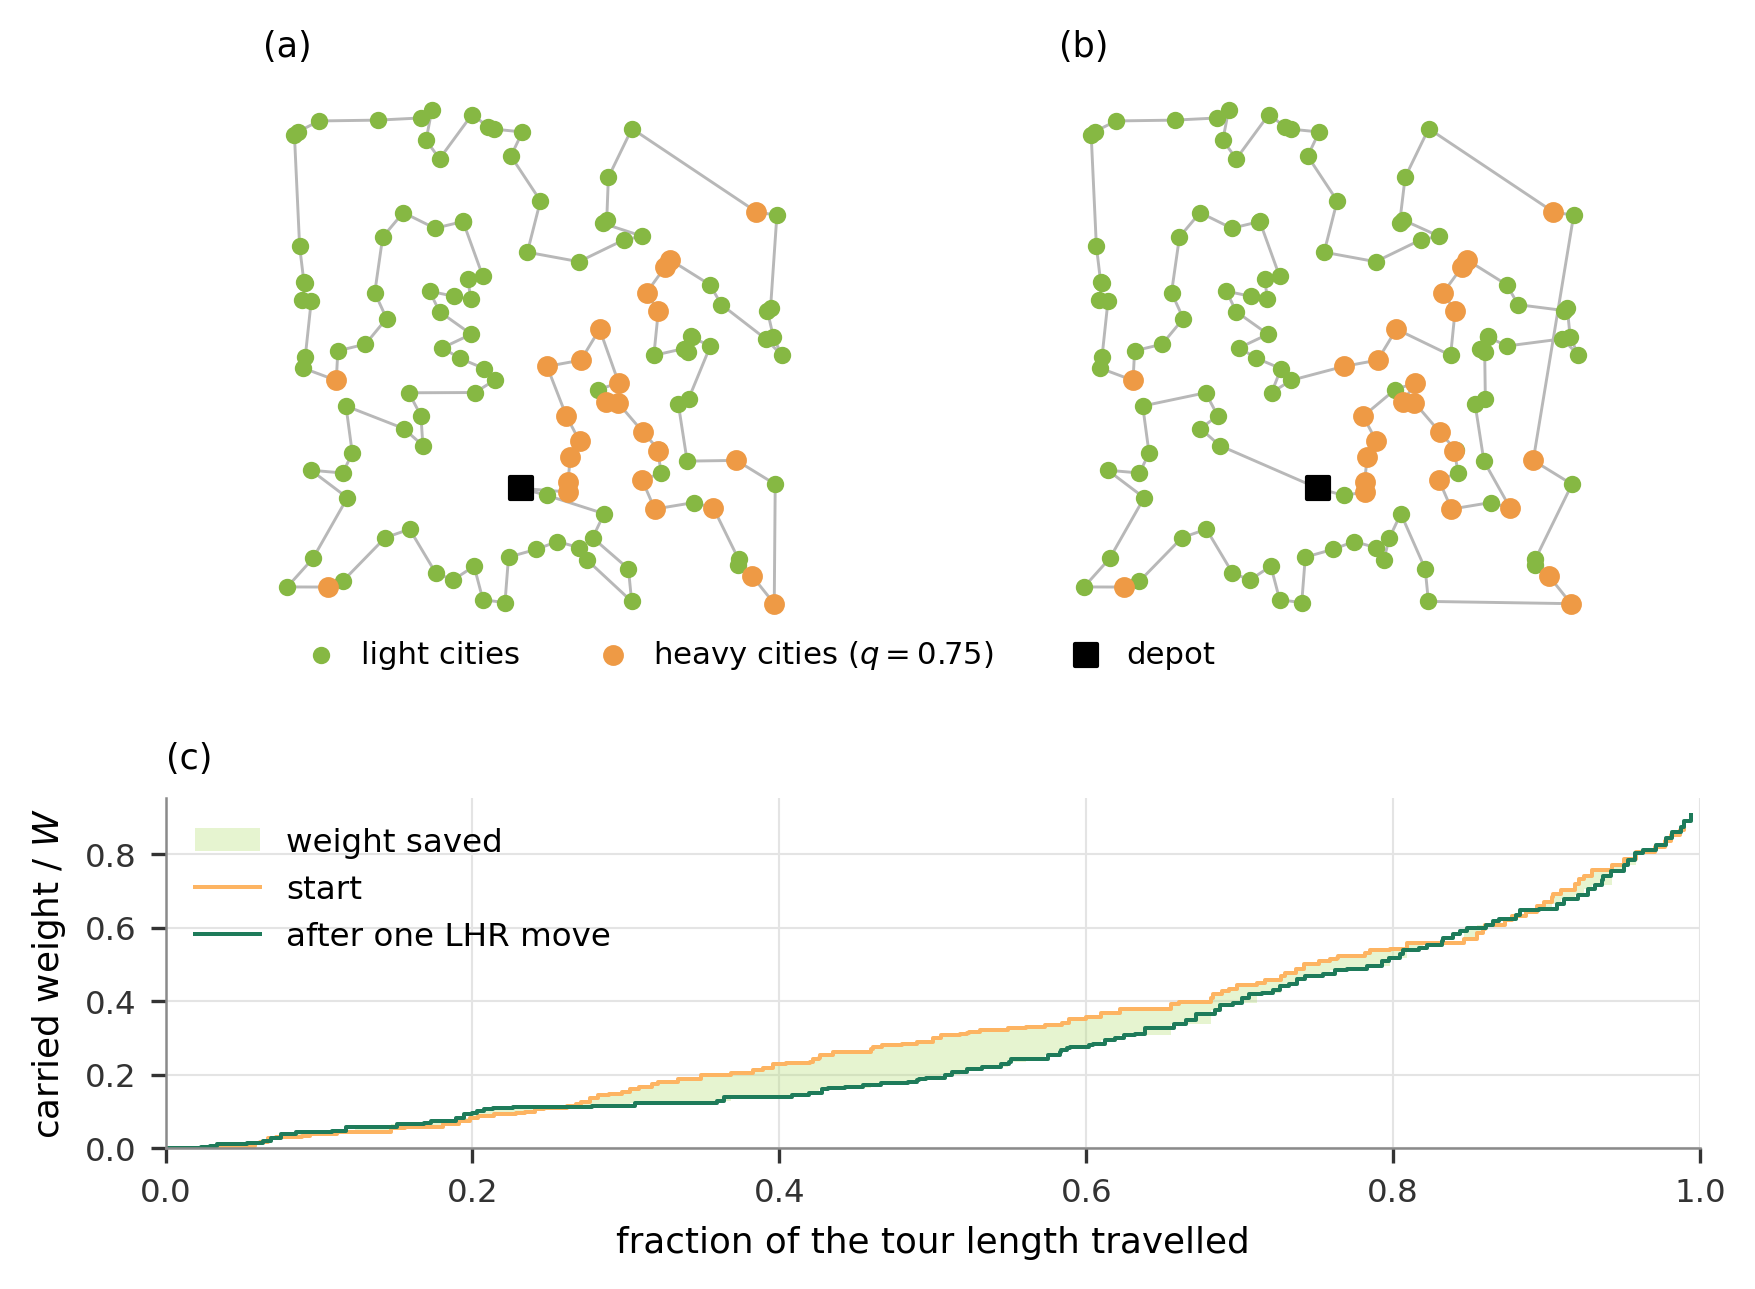 (a)
(b)
light cities
heavy cities (q = 0.75)
depot
(c)
carried weight / W
0.8
0.6
0.4
0.2
0.0
weight saved
start
after one LHR move
0.0
0.2
0.4
0.6
0.8
1.0
fraction of the tour length travelled